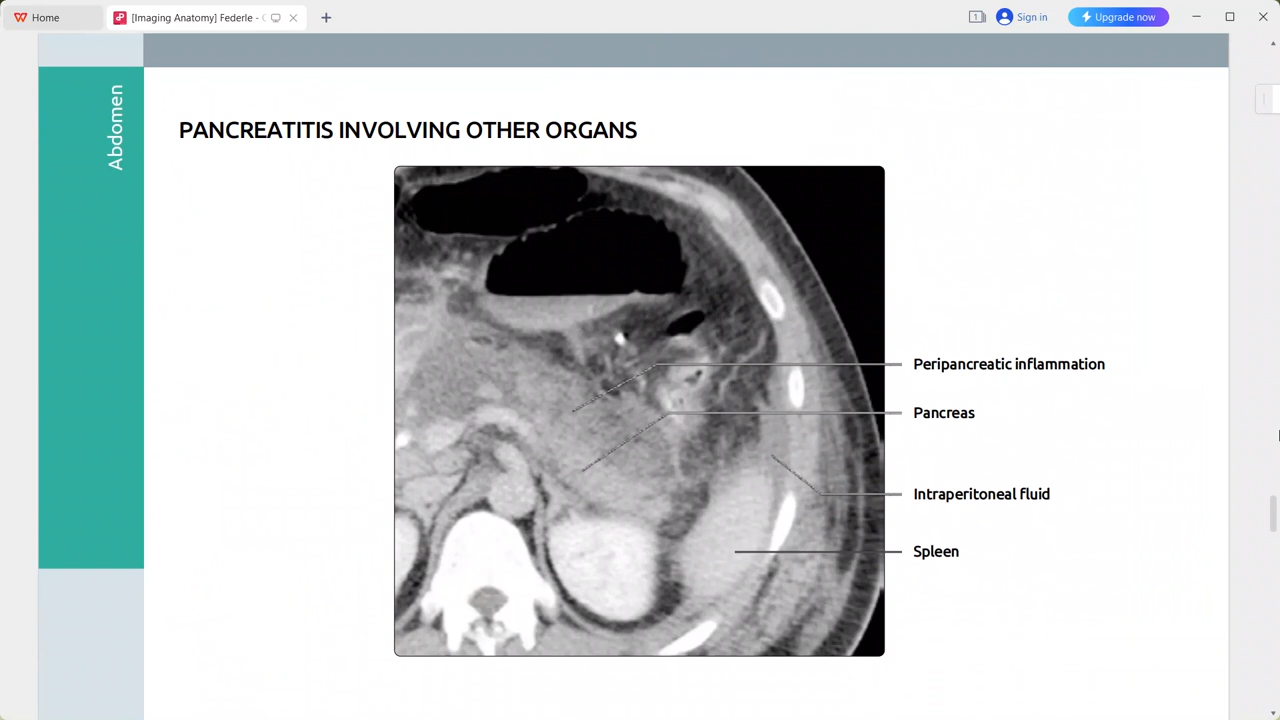 Home
[Imaging Anatomy] Federle -
1
Sign in
Upgrade now
Abdomen
PANCREATITIS INVOLVING OTHER ORGANS
Peripancreatic inflammation
Pancreas
Intraperitoneal fluid
Spleen